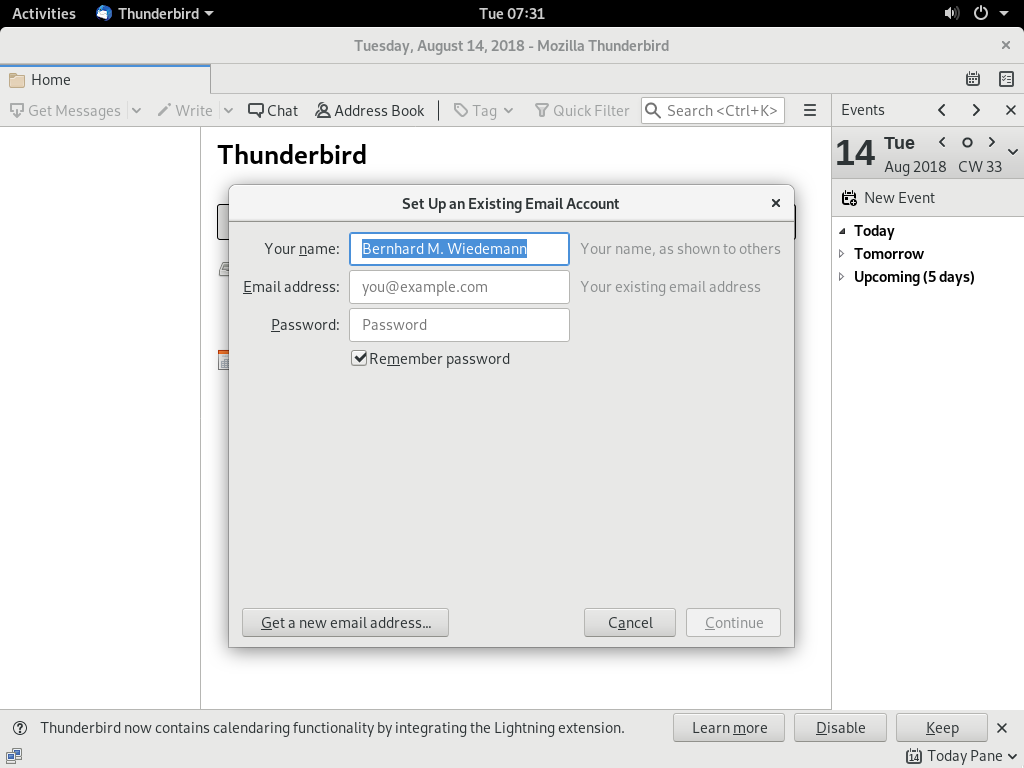 Activities Thunderbird Tue 07:31
Tuesday, August 14, 2018 - Mozilla Thunderbird
Home
Get Messages Write Chat Address Book Tag Quick Filter Search <Ctrl+K>
Events
14 Tue
Aug 2018 CW 33
New Event
Today
Tomorrow
Upcoming (5 days)
Thunderbird
Set Up an Existing Email Account
Your name: Bernhard M. Wiedemann Your name, as shown to others
Email address: you@example.com Your existing email address
Password: Password
Remember password
Get a new email address... Cancel Continue
Thunderbird now contains calendaring functionality by integrating the Lightning extension. Learn more Disable Keep
14 Today Pane